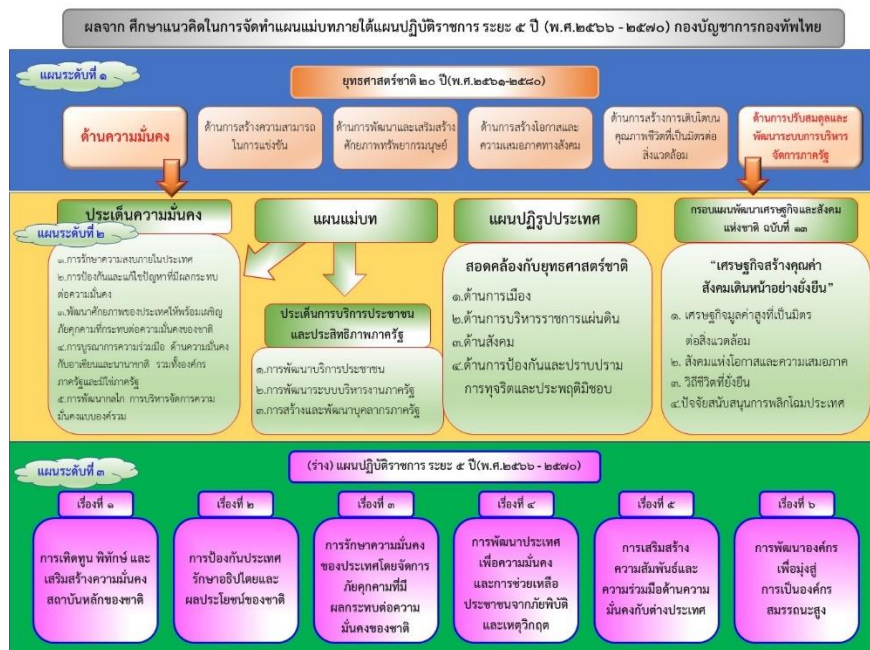 ผลจาก ศึกษาแนวคิดในการจัดทำแผนแม่บทภายใต้แผนปฏิบัติราชการ ระยะ ๕ ปี (พ.ศ.๒๕๖๖ - ๒๕๗๐) กองบัญชาการกองทัพไทย
แผนระดับที่ ๑
ยุทธศาสตร์ชาติ ๒๐ ปี(พ.ศ.๒๕๖๑-๒๕๘๐)
ด้านความมั่นคง
ด้านการสร้างความสามารถ
ในการแข่งขัน
ด้านการพัฒนาและเสริมสร้าง
ศักยภาพทรัพยากรมนุษย์
ด้านการสร้างโอกาสและ
ความเสมอภาคทางสังคม
ด้านการสร้างการเติบโตบน
คุณภาพชีวิตที่เป็นมิตรต่อ
สิ่งแวดล้อม
ด้านการปรับสมดุลและ
พัฒนาระบบการบริหาร
จัดการภาครัฐ
แผนระดับที่ ๒
ประเด็นความมั่นคง
๑.การรักษาความสงบภายในประเทศ
๒.การป้องกันและแก้ไขปัญหาที่มีผลกระทบ
ต่อความมั่นคง
๓.พัฒนาศักยภาพของประเทศให้พร้อมเผชิญ
ภัยคุกคามที่กระทบต่อความมั่นคงของชาติ
๔.การบูรณาการความร่วมมือ ด้านความมั่นคง
กับอาเซียนและนานาชาติ รวมทั้งองค์กร
ภาครัฐและมิใช่ภาครัฐ
๕.การพัฒนากลไก การบริหารจัดการความ
มั่นคงแบบองค์รวม
แผนแม่บท
ประเด็นการบริการประชาชน
และประสิทธิภาพภาครัฐ
๑.การพัฒนาบริการประชาชน
๒.การพัฒนาระบบบริหารงานภาครัฐ
๓.การสร้างและพัฒนาบุคลากรภาครัฐ
แผนปฏิรูปประเทศ
สอดคล้องกับยุทธศาสตร์ชาติ
๑.ด้านการเมือง
๒.ด้านการบริหารราชการแผ่นดิน
๓.ด้านสังคม
๔.ด้านการป้องกันและปราบปราม
การทุจริตและประพฤติมิชอบ
กรอบแผนพัฒนาเศรษฐกิจและสังคม
แห่งชาติ ฉบับที่ ๑๓
“เศรษฐกิจสร้างคุณค่า
สังคมเดินหน้าอย่างยั่งยืน”
๑. เศรษฐกิจมูลค่าสูงที่เป็นมิตร
ต่อสิ่งแวดล้อม
๒. สังคมแห่งโอกาสและความเสมอภาค
๓. วิถีชีวิตที่ยั่งยืน
๔.ปัจจัยสนับสนุนการพลิกโฉมประเทศ
แผนระดับที่ ๓
(ร่าง) แผนปฏิบัติราชการ ระยะ ๕ ปี(พ.ศ.๒๕๖๖ - ๒๕๗๐)
เรื่องที่ ๑
การเทิดทูน พิทักษ์ และ
เสริมสร้างความมั่นคง
สถาบันหลักของชาติ
เรื่องที่ ๒
การป้องกันประเทศ
รักษาอธิปไตยและ
ผลประโยชน์ของชาติ
เรื่องที่ ๓
การรักษาความมั่นคง
ของประเทศโดยจัดการ
ภัยคุกคามที่มี
ผลกระทบต่อความ
มั่นคงของชาติ
เรื่องที่ ๔
การพัฒนาประเทศ
เพื่อความมั่นคง
และการช่วยเหลือ
ประชาชนจากภัยพิบัติ
และเหตุวิกฤต
เรื่องที่ ๕
การเสริมสร้าง
ความสัมพันธ์และ
ความร่วมมือด้านความ
มั่นคงกับต่างประเทศ
เรื่องที่ ๖
การพัฒนาองค์กร
เพื่อมุ่งสู่
การเป็นองค์กร
สมรรถนะสูง